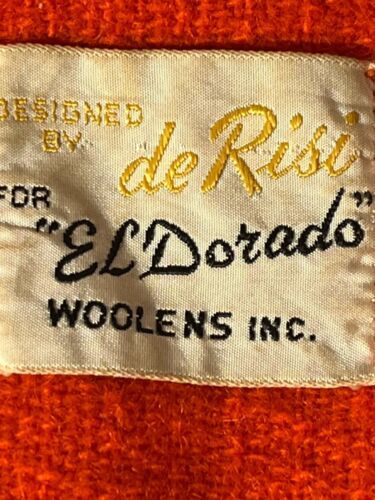 DESIGNED
BY
de Risi
FOR
"El Dorado"
WOOLENS INC.